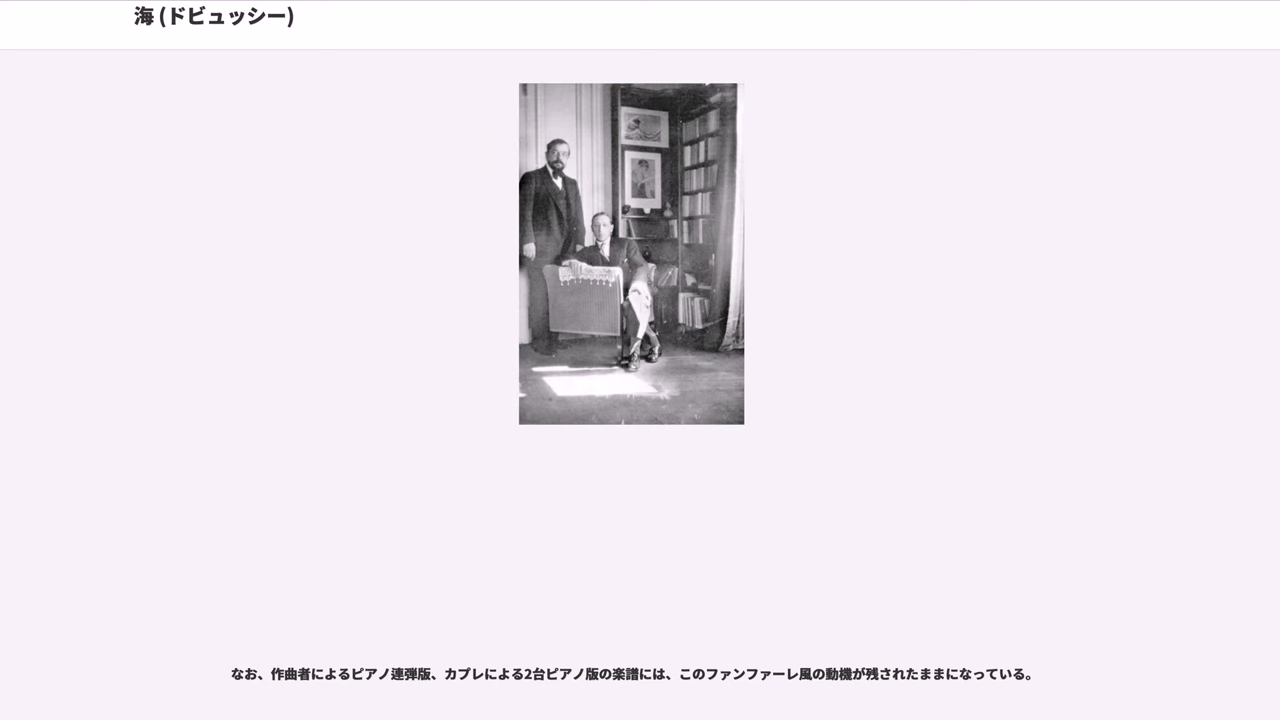 海 (ドビュッシー)
なお、作曲者によるピアノ連弾版、カプレによる2台ピアノ版の楽譜には、このファンファーレ風の動機が残されたままになっている。